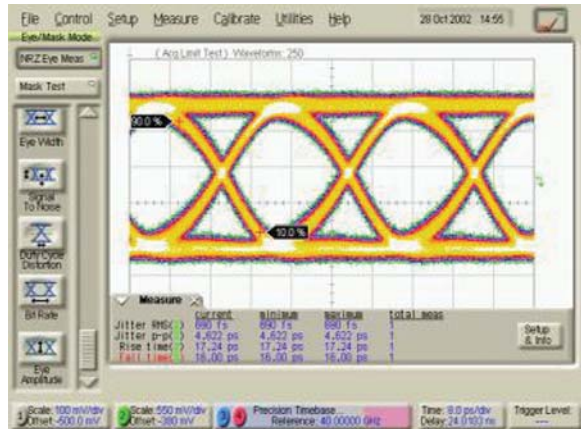 File Control Setup Measure Calibrate Utilities Help 28 Oct 2002 14:56
Eye/Mask Mode
NRZ Eye Meas
(Acq Limit Test) Waveforms: 250
Mask Test
90.0 %
Eye Width
Signal
To Noise
10.0 %
Duty Cycle
Distortion
Bit Rate
Measure
current minimum maximum total meas
Jitter RMS( ) 690 fs 690 fs 690 fs 1
Jitter p-p( ) 4.622 ps 4.622 ps 4.622 ps 1
Rise time( ) 17.24 ps 17.24 ps 17.24 ps 1
Fall time( ) 16.00 ps 16.00 ps 16.00 ps 1
Setup
& Info
Eye
Amplitude
1 Scale: 100 mV/div 2 Scale: 550 mV/div 3 4 Precision Timebase... Time: 8.0 ps/div Trigger Level:
Offset: -500.0 mV Offset: -380 mV Reference: 40.00000 GHz Delay: 24.0100 ns ---